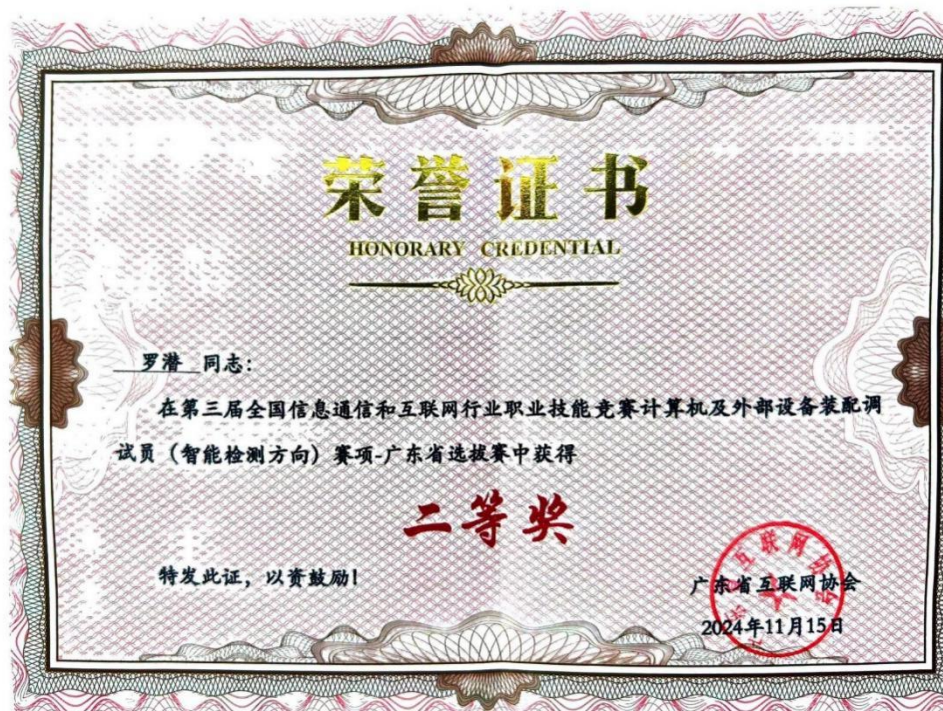 荣誉证书
HONORARY CREDENTIAL
罗潜 同志：
在第三届全国信息通信和互联网行业职业技能竞赛计算机及外部设备装配调
试员（智能检测方向）赛项-广东省选拔赛中获得
二等奖
特发此证，以资鼓励！
广东省互联网协会
2024年11月15日